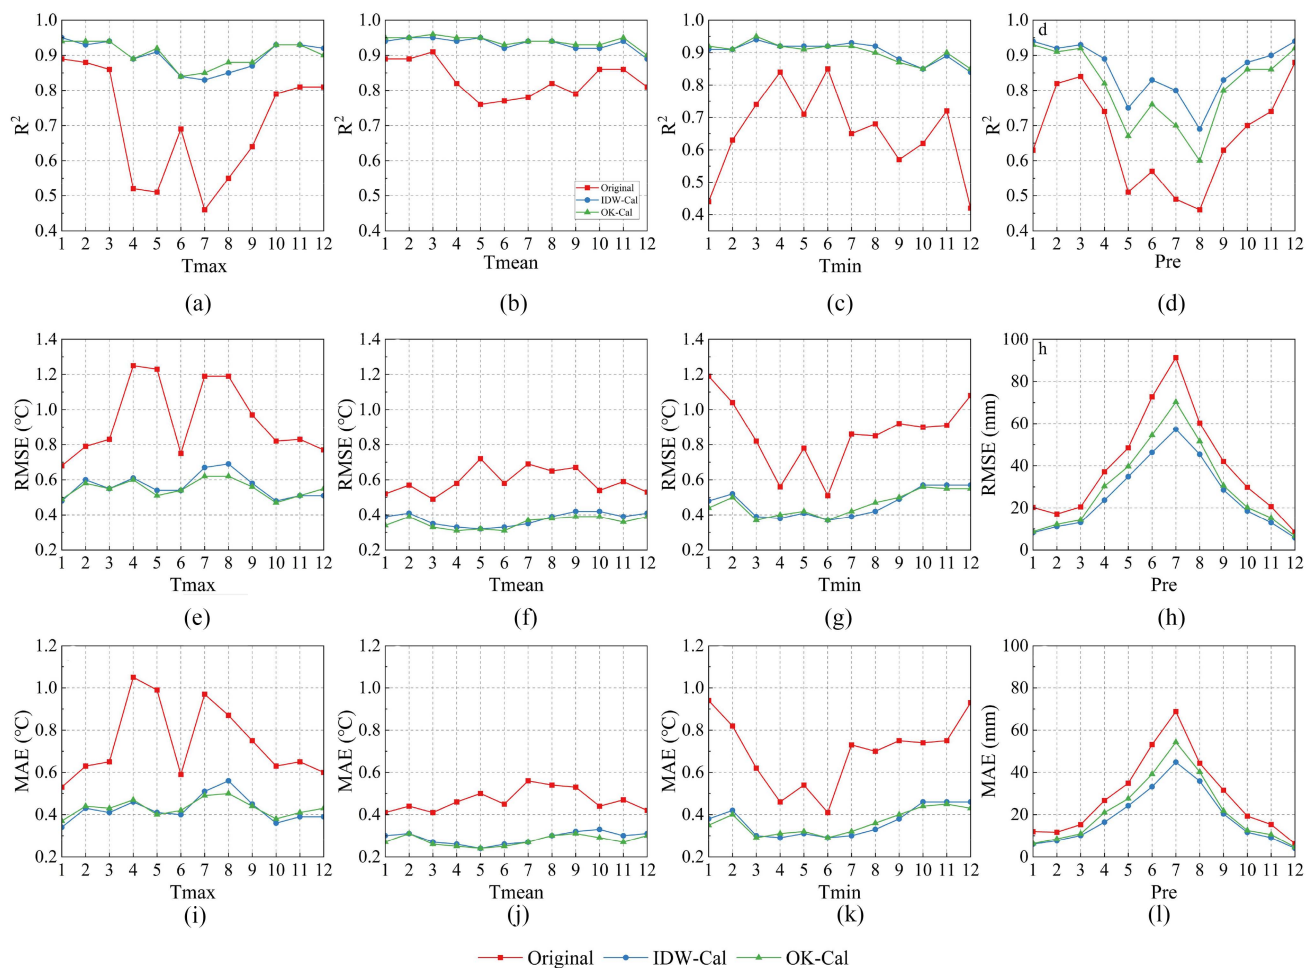 1.0
0.9
0.8
0.7
0.6
0.5
0.4
R²
1 2 3 4 5 6 7 8 9 10 11 12
Tmax
(a)
1.0
0.9
0.8
0.7
0.6
0.5
0.4
R²
Original
IDW-Cal
OK-Cal
1 2 3 4 5 6 7 8 9 10 11 12
Tmean
(b)
1.0
0.9
0.8
0.7
0.6
0.5
0.4
R²
1 2 3 4 5 6 7 8 9 10 11 12
Tmin
(c)
1.0
0.9
0.8
0.7
0.6
0.5
0.4
R²
d
1 2 3 4 5 6 7 8 9 10 11 12
Pre
(d)
1.4
1.2
1.0
0.8
0.6
0.4
0.2
RMSE (°C)
1 2 3 4 5 6 7 8 9 10 11 12
Tmax
(e)
1.4
1.2
1.0
0.8
0.6
0.4
0.2
RMSE (°C)
1 2 3 4 5 6 7 8 9 10 11 12
Tmean
(f)
1.4
1.2
1.0
0.8
0.6
0.4
0.2
RMSE (°C)
1 2 3 4 5 6 7 8 9 10 11 12
Tmin
(g)
100
80
60
40
20
0
RMSE (mm)
h
1 2 3 4 5 6 7 8 9 10 11 12
Pre
(h)
1.2
1.0
0.8
0.6
0.4
0.2
MAE (°C)
1 2 3 4 5 6 7 8 9 10 11 12
Tmax
(i)
1.2
1.0
0.8
0.6
0.4
0.2
MAE (°C)
1 2 3 4 5 6 7 8 9 10 11 12
Tmean
(j)
1.2
1.0
0.8
0.6
0.4
0.2
MAE (°C)
1 2 3 4 5 6 7 8 9 10 11 12
Tmin
(k)
100
80
60
40
20
0
MAE (mm)
1 2 3 4 5 6 7 8 9 10 11 12
Pre
(l)
Original IDW-Cal OK-Cal